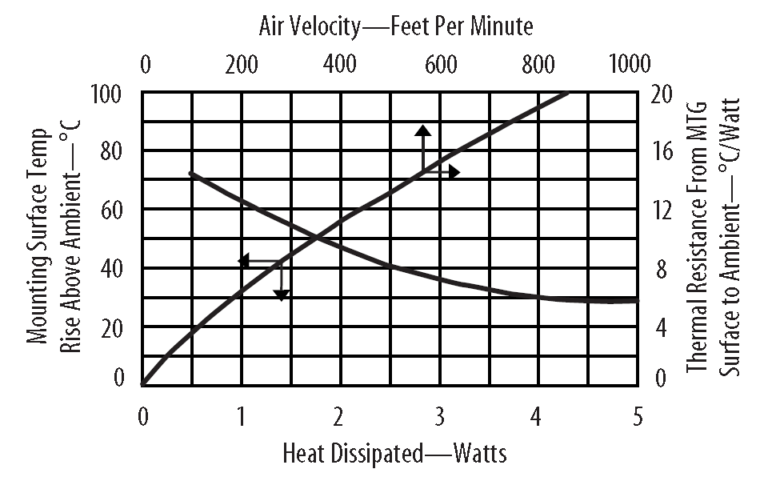 Air Velocity—Feet Per Minute
0 200 400 600 800 1000
100 20
80 16
60 12
40 8
20 4
0 0
Mounting Surface Temp
Rise Above Ambient—°C
Thermal Resistance From MTG
Surface to Ambient—°C/Watt
0 1 2 3 4 5
Heat Dissipated—Watts